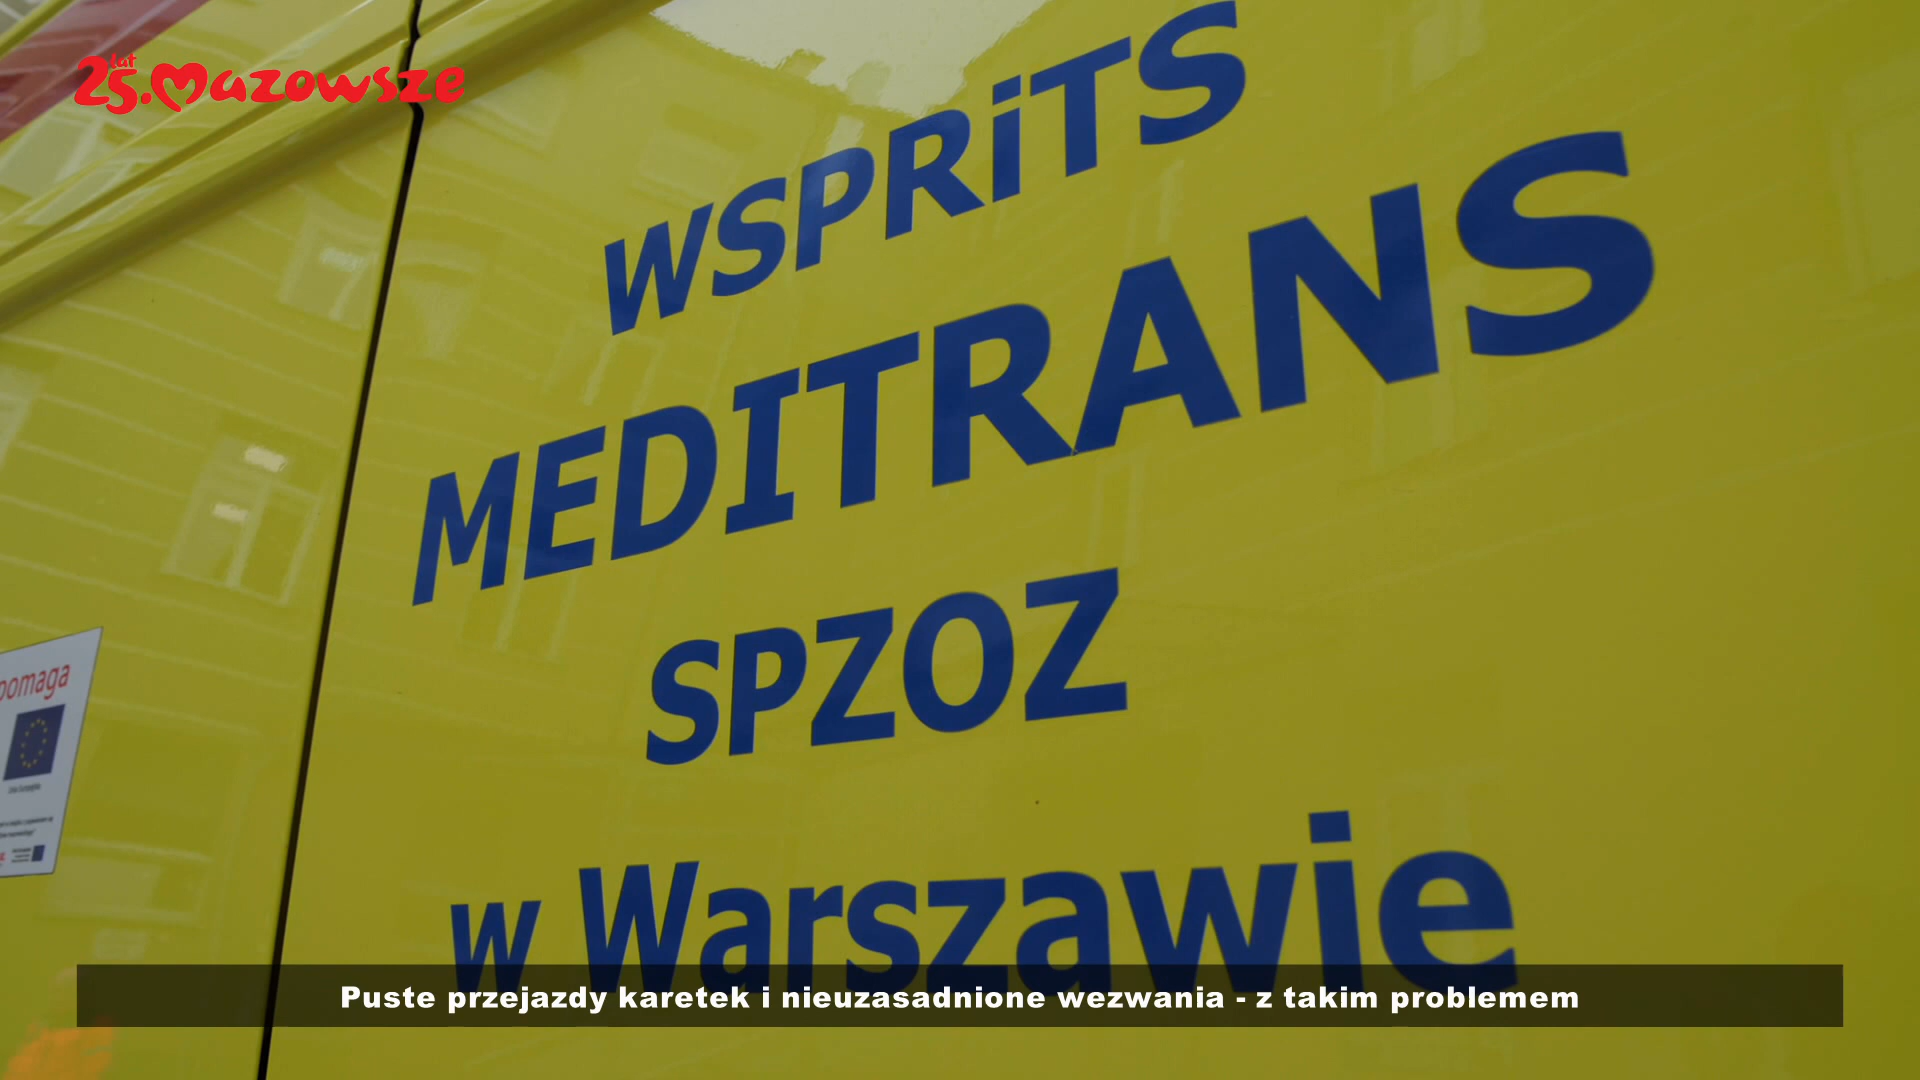 25 lat
Mazowsze
WSPRiTS
MEDITRANS
SPZOZ
w Warszawie
pomaga
Puste przejazdy karetek i nieuzasadnione wezwania - z takim problemem